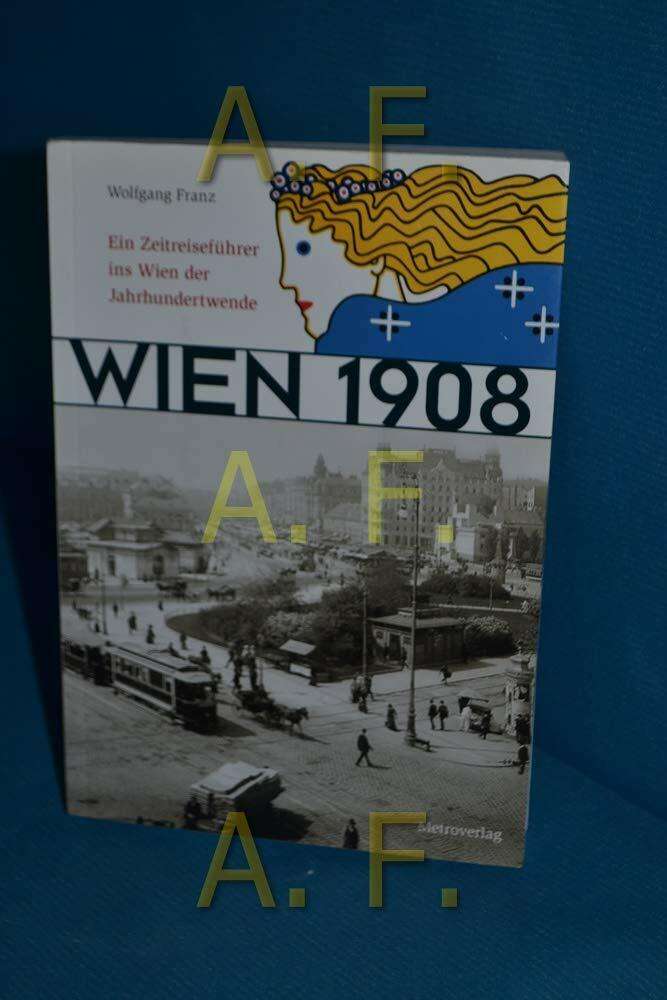 A. F.
Wolfgang Franz
Ein Zeitreiseführer
ins Wien der
Jahrhundertwende
WIEN 1908
A. F.
Metroverlag
A. F.